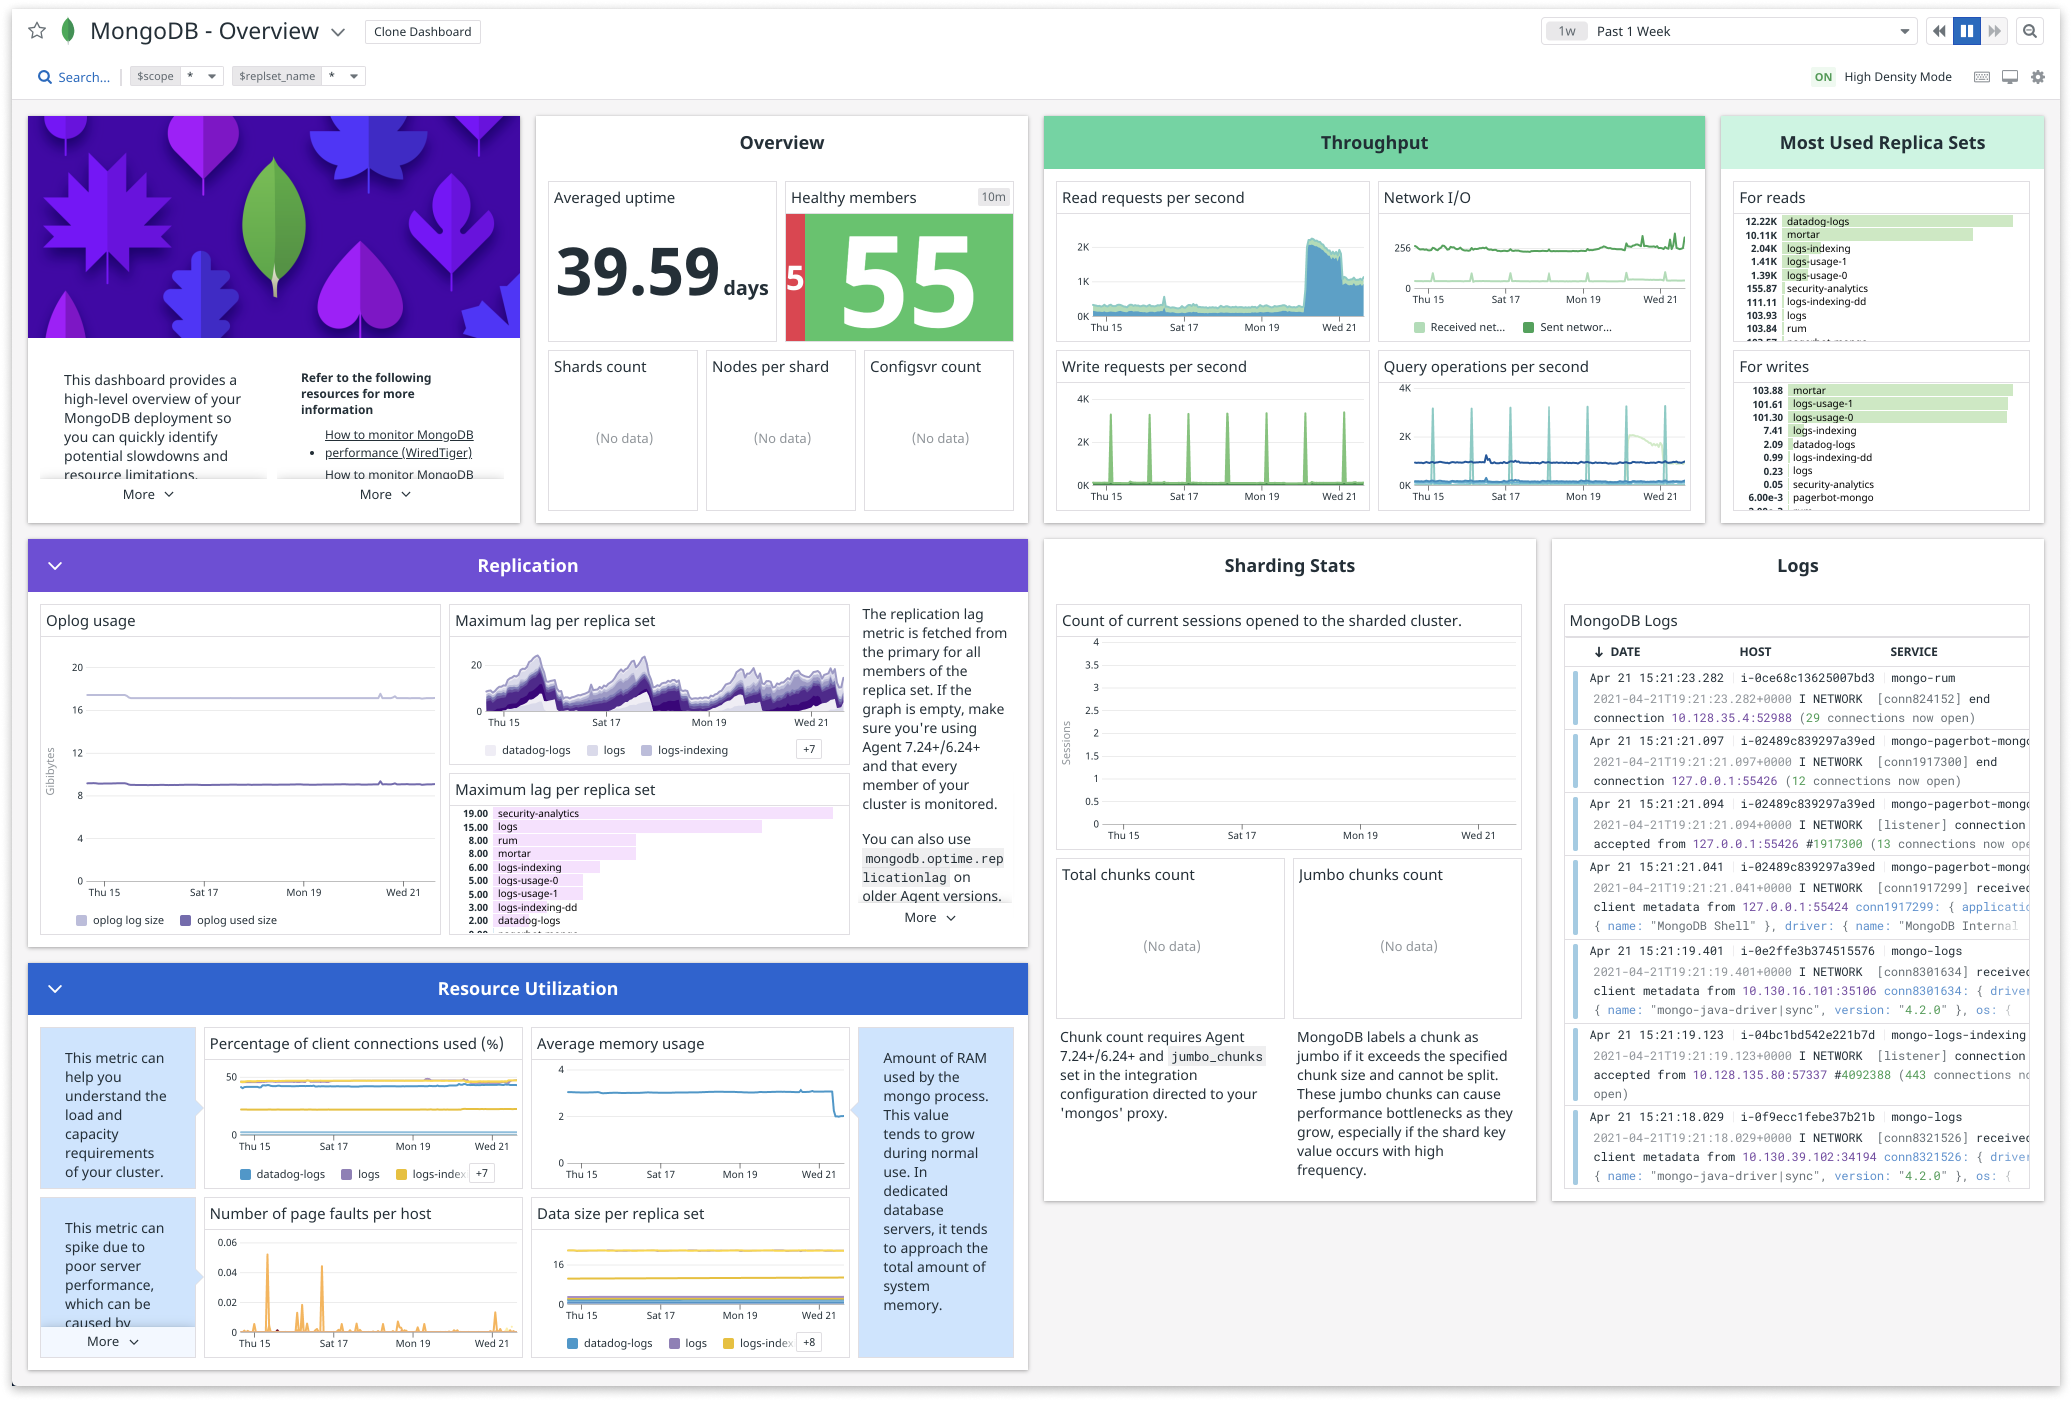 MongoDB - Overview
Clone Dashboard
1w Past 1 Week
Search...
$scope *
$replset_name *
ON High Density Mode
This dashboard provides a
high-level overview of your
MongoDB deployment so
you can quickly identify
potential slowdowns and
resource limitations.
More
Refer to the following
resources for more
information
How to monitor MongoDB
performance (WiredTiger)
How to monitor MongoDB
More
Overview
Averaged uptime
39.59 days
Healthy members 10m
5 55
Shards count
(No data)
Nodes per shard
(No data)
Configsvr count
(No data)
Throughput
Read requests per second
2K
1K
0K
Thu 15 Sat 17 Mon 19 Wed 21
Network I/O
256
0
Thu 15 Sat 17 Mon 19 Wed 21
Received net... Sent networ...
Write requests per second
4K
2K
0K
Thu 15 Sat 17 Mon 19 Wed 21
Query operations per second
4K
2K
0K
Thu 15 Sat 17 Mon 19 Wed 21
Most Used Replica Sets
For reads
12.22K datadog-logs
10.11K mortar
2.04K logs-indexing
1.41K logs-usage-1
1.39K logs-usage-0
155.87 security-analytics
111.11 logs-indexing-dd
103.93 logs
103.84 rum
For writes
103.88 mortar
101.61 logs-usage-1
101.30 logs-usage-0
7.41 logs-indexing
2.09 datadog-logs
0.99 logs-indexing-dd
0.23 logs
0.05 security-analytics
6.00e-3 pagerbot-mongo
Replication
Oplog usage
Gibibytes
20
16
12
8
4
0
Thu 15 Sat 17 Mon 19 Wed 21
oplog log size oplog used size
Maximum lag per replica set
20
0
Thu 15 Sat 17 Mon 19 Wed 21
datadog-logs logs logs-indexing +7
Maximum lag per replica set
19.00 security-analytics
15.00 logs
8.00 rum
8.00 mortar
6.00 logs-indexing
5.00 logs-usage-0
5.00 logs-usage-1
3.00 logs-indexing-dd
2.00 datadog-logs
The replication lag
metric is fetched from
the primary for all
members of the
replica set. If the
graph is empty, make
sure you're using
Agent 7.24+/6.24+
and that every
member of your
cluster is monitored.
You can also use
mongodb.optime.rep
licationlag on
older Agent versions.
More
Sharding Stats
Count of current sessions opened to the sharded cluster.
Sessions
4
3.5
3
2.5
2
1.5
1
0.5
0
Thu 15 Sat 17 Mon 19 Wed 21
Total chunks count
(No data)
Jumbo chunks count
(No data)
Chunk count requires Agent
7.24+/6.24+ and jumbo_chunks
set in the integration
configuration directed to your
'mongos' proxy.
MongoDB labels a chunk as
jumbo if it exceeds the specified
chunk size and cannot be split.
These jumbo chunks can cause
performance bottlenecks as they
grow, especially if the shard key
value occurs with high
frequency.
Logs
MongoDB Logs
DATE HOST SERVICE
Apr 21 15:21:23.282 i-0ce68c13625007bd3 mongo-rum
2021-04-21T19:21:23.282+0000 I NETWORK [conn824152] end
connection 10.128.35.4:52988 (29 connections now open)
Apr 21 15:21:21.097 i-02489c839297a39ed mongo-pagerbot-mongo
2021-04-21T19:21:21.097+0000 I NETWORK [conn1917300] end
connection 127.0.0.1:55426 (12 connections now open)
Apr 21 15:21:21.094 i-02489c839297a39ed mongo-pagerbot-mongo
2021-04-21T19:21:21.094+0000 I NETWORK [listener] connection
accepted from 127.0.0.1:55426 #1917300 (13 connections now ope
Apr 21 15:21:21.041 i-02489c839297a39ed mongo-pagerbot-mongo
2021-04-21T19:21:21.041+0000 I NETWORK [conn1917299] received
client metadata from 127.0.0.1:55424 conn1917299: { applicatio
{ name: "MongoDB Shell" }, driver: { name: "MongoDB Internal
Apr 21 15:21:19.401 i-0e2ffe3b374515576 mongo-logs
2021-04-21T19:21:19.401+0000 I NETWORK [conn8301634] received
client metadata from 10.130.16.101:35106 conn8301634: { driver
{ name: "mongo-java-driver|sync", version: "4.2.0" }, os: {
Apr 21 15:21:19.123 i-04bc1bd542e221b7d mongo-logs-indexing
2021-04-21T19:21:19.123+0000 I NETWORK [listener] connection
accepted from 10.128.135.80:57337 #4092388 (443 connections no
open)
Apr 21 15:21:18.029 i-0f9ecc1febe37b21b mongo-logs
2021-04-21T19:21:18.029+0000 I NETWORK [conn8321526] received
client metadata from 10.130.39.102:34194 conn8321526: { driver
{ name: "mongo-java-driver|sync", version: "4.2.0" }, os: {
Resource Utilization
This metric can
help you
understand the
load and
capacity
requirements
of your cluster.
Percentage of client connections used (%)
50
0
Thu 15 Sat 17 Mon 19 Wed 21
datadog-logs logs logs-index +7
Average memory usage
4
2
0
Thu 15 Sat 17 Mon 19 Wed 21
Amount of RAM
used by the
mongo process.
This value
tends to grow
during normal
use. In
dedicated
database
servers, it tends
to approach the
total amount of
system
memory.
This metric can
spike due to
poor server
performance,
which can be
caused by
More
Number of page faults per host
0.06
0.04
0.02
0
Thu 15 Sat 17 Mon 19 Wed 21
Data size per replica set
16
0
Thu 15 Sat 17 Mon 19 Wed 21
datadog-logs logs logs-inde +8